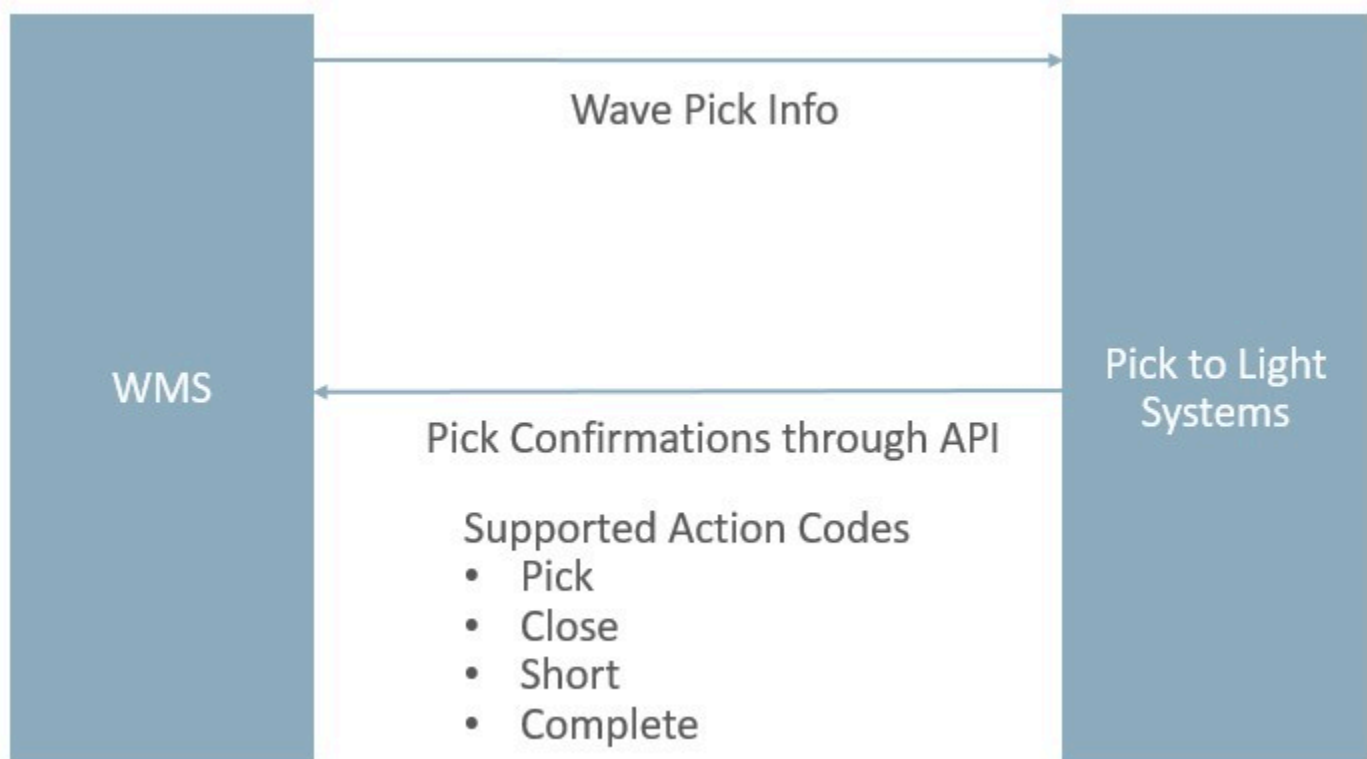 Wave Pick Info
WMS
Pick to Light
Systems
Pick Confirmations through API
Supported Action Codes
• Pick
• Close
• Short
• Complete